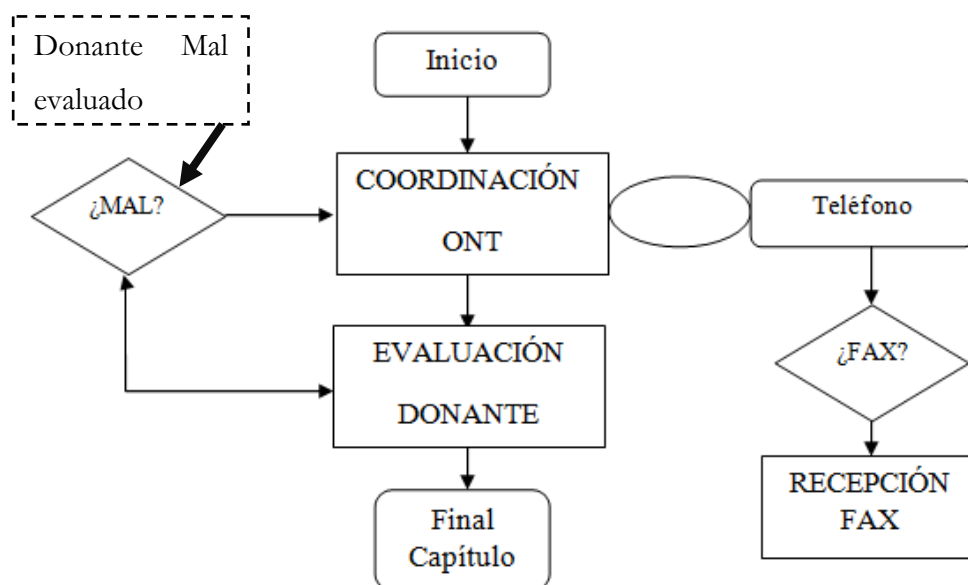 Donante Mal
evaluado
Inicio
¿MAL?
COORDINACIÓN
ONT
Teléfono
EVALUACIÓN
DONANTE
¿FAX?
RECEPCIÓN
FAX
Final
Capítulo